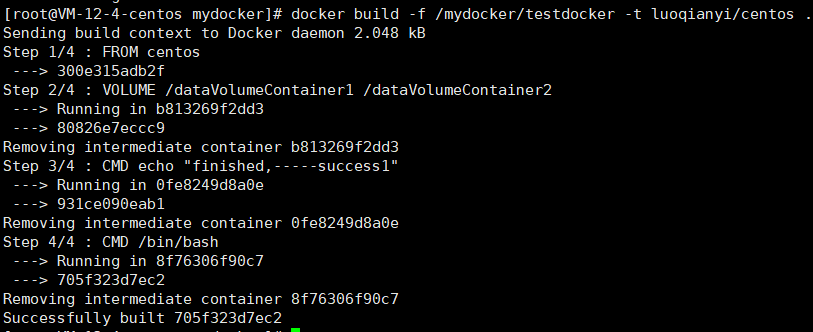 [root@VM-12-4-centos mydocker]# docker build -f /mydocker/testdocker -t luoqianyi/centos .
Sending build context to Docker daemon 2.048 kB
Step 1/4 : FROM centos
 ---> 300e315adb2f
Step 2/4 : VOLUME /dataVolumeContainer1 /dataVolumeContainer2
 ---> Running in b813269f2dd3
 ---> 80826e7eccc9
Removing intermediate container b813269f2dd3
Step 3/4 : CMD echo "finished,-----success1"
 ---> Running in 0fe8249d8a0e
 ---> 931ce090eab1
Removing intermediate container 0fe8249d8a0e
Step 4/4 : CMD /bin/bash
 ---> Running in 8f76306f90c7
 ---> 705f323d7ec2
Removing intermediate container 8f76306f90c7
Successfully built 705f323d7ec2